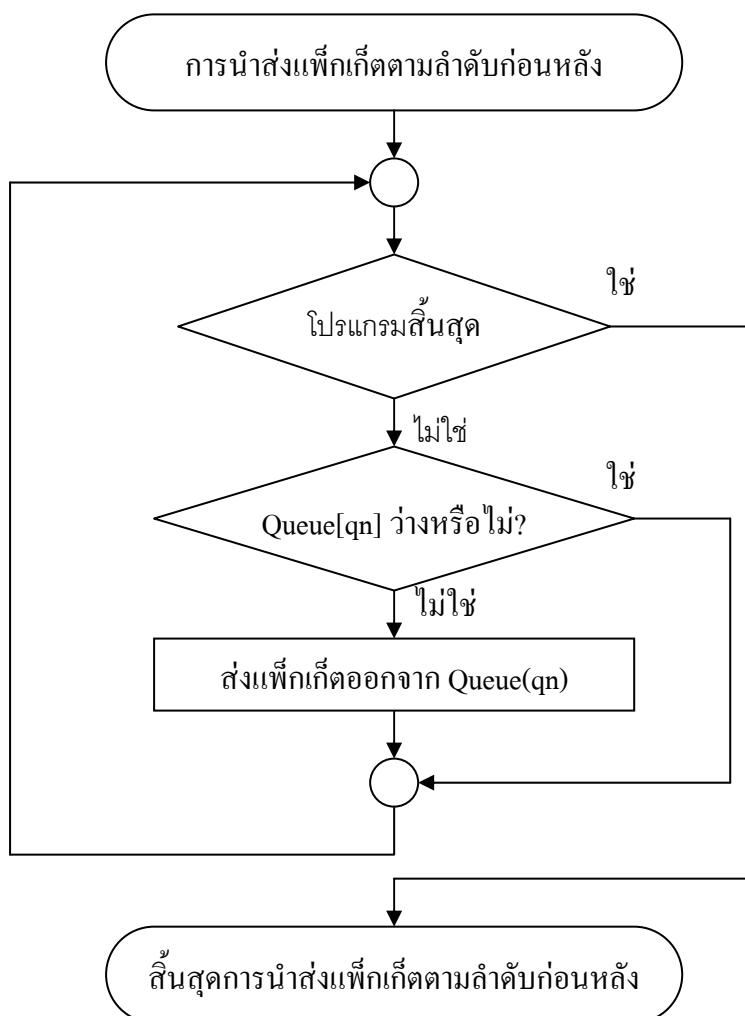 การนำส่งแพ็กเก็ตตามลำดับก่อนหลัง
ใช่
โปรแกรมสิ้นสุด
ไม่ใช่
ใช่
Queue[qn] ว่างหรือไม่?
ไม่ใช่
ส่งแพ็กเก็ตออกจาก Queue(qn)
สิ้นสุดการนำส่งแพ็กเก็ตตามลำดับก่อนหลัง